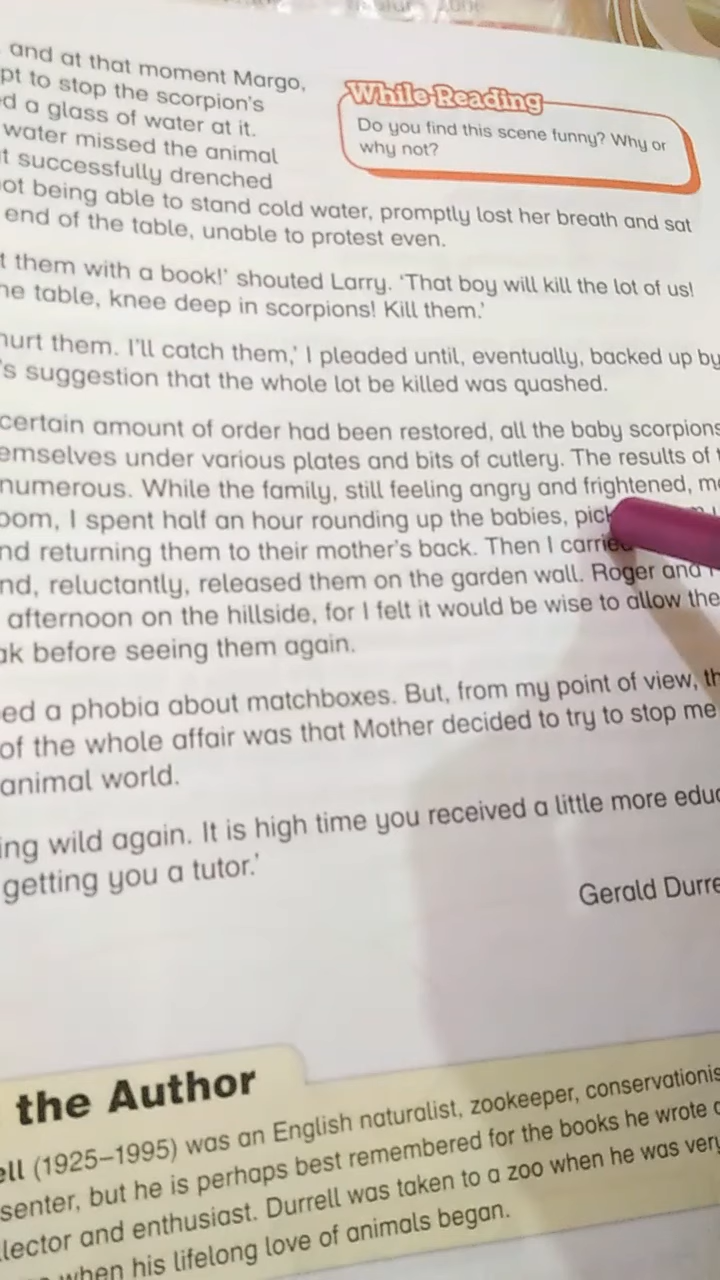 and at that moment Margo,
pt to stop the scorpion's
d a glass of water at it.
water missed the animal
t successfully drenched
While Reading
Do you find this scene funny? Why or
why not?
ot being able to stand cold water, promptly lost her breath and sat
end of the table, unable to protest even.
t them with a book!' shouted Larry. 'That boy will kill the lot of us!
he table, knee deep in scorpions! Kill them.'
hurt them. I'll catch them,' I pleaded until, eventually, backed up by
's suggestion that the whole lot be killed was quashed.
certain amount of order had been restored, all the baby scorpions
emselves under various plates and bits of cutlery. The results of
numerous. While the family, still feeling angry and frightened,
oom, I spent half an hour rounding up the babies, pick
nd returning them to their mother's back. Then I carried
nd, reluctantly, released them on the garden wall. Roger and
afternoon on the hillside, for I felt it would be wise to allow the
ak before seeing them again.
ed a phobia about matchboxes. But, from my point of view, th
of the whole affair was that Mother decided to try to stop me
animal world.
ing wild again. It is high time you received a little more educ
getting you a tutor.'
Gerald Durre
the Author
ell (1925–1995) was an English naturalist, zookeeper, conservationis
senter, but he is perhaps best remembered for the books he wrote
llector and enthusiast. Durrell was taken to a zoo when he was very
when his lifelong love of animals began.